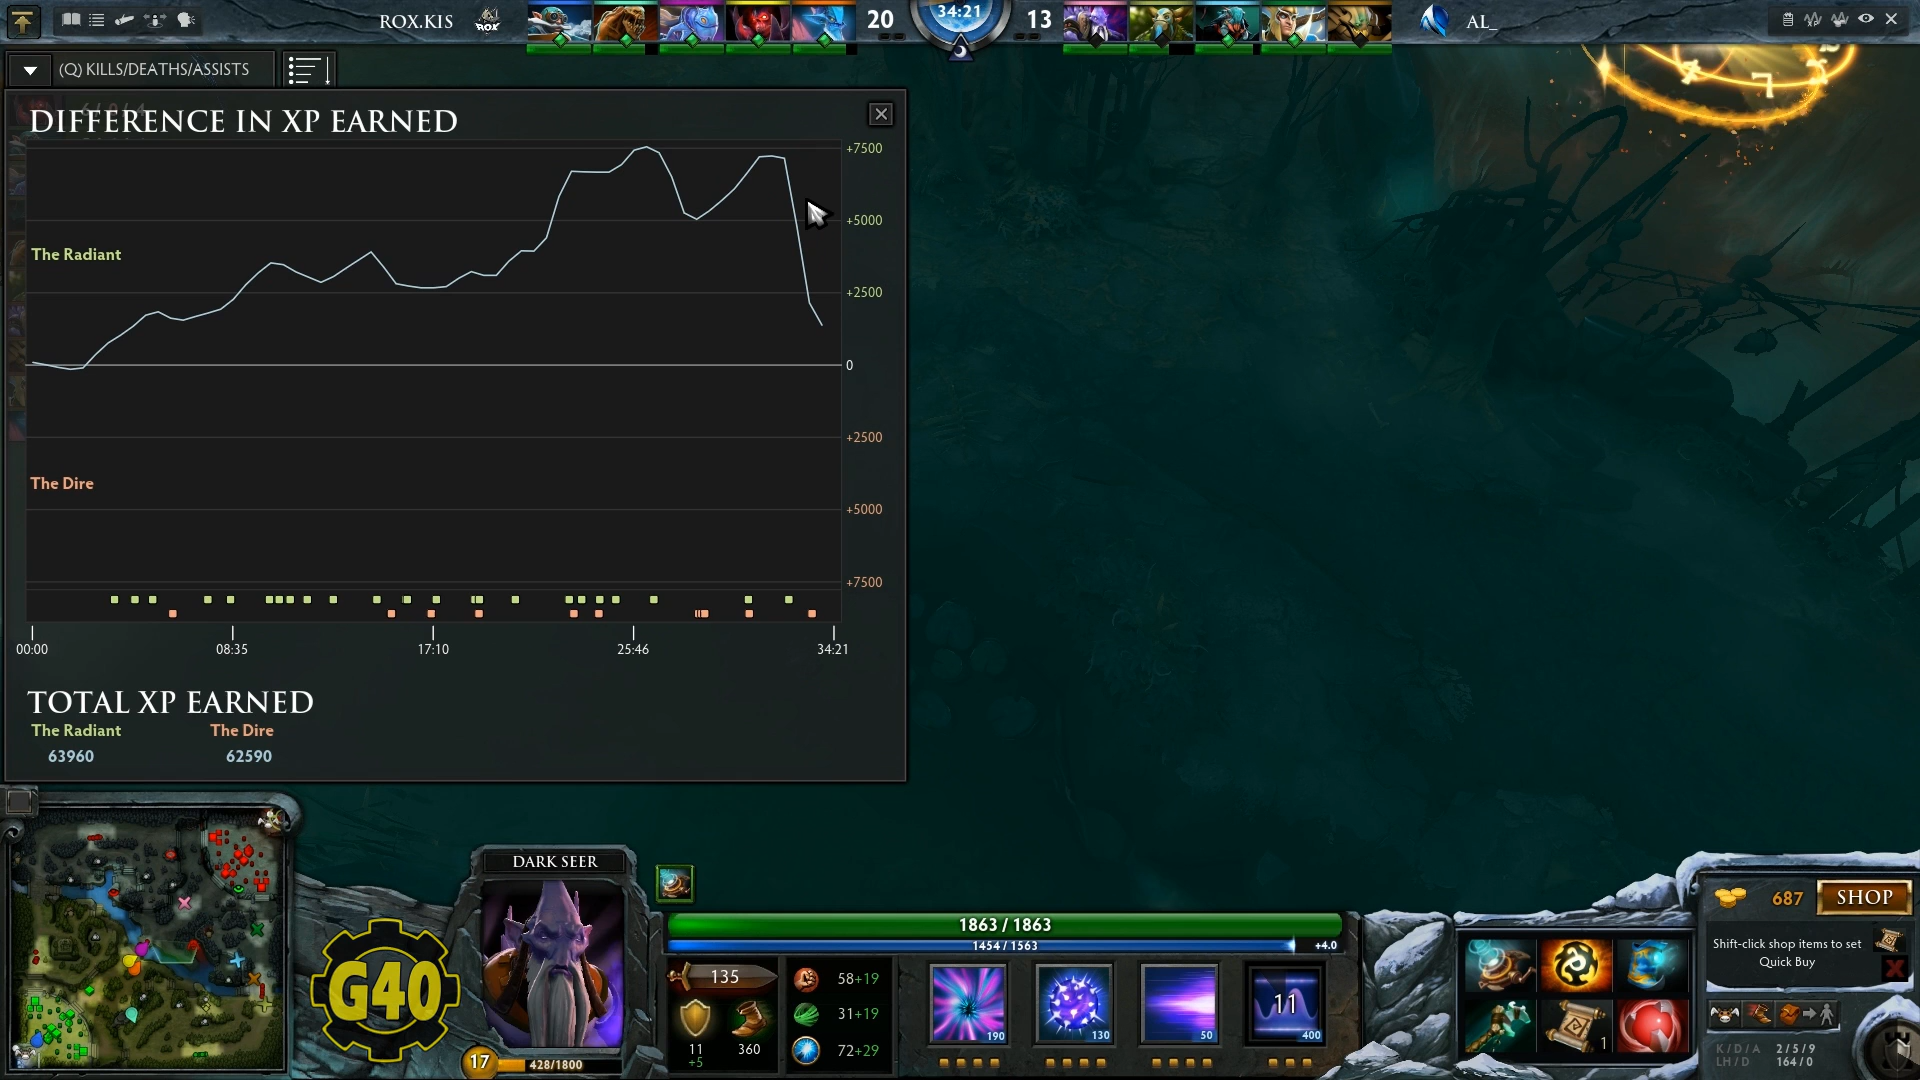 ROX.KIS
ROX
20
34:21
13
AL_
(Q) KILLS/DEATHS/ASSISTS
DIFFERENCE IN XP EARNED
+7500
+5000
The Radiant
+2500
0
+2500
The Dire
+5000
+7500
00:00
08:35
17:10
25:46
34:21
TOTAL XP EARNED
The Radiant
The Dire
63960
62590
G40
DARK SEER
17
428/1800
1863 / 1863
1454 / 1563
+4.0
135
11
+5
360
58+19
31+19
72+29
190
130
50
11
400
1
687
SHOP
Shift-click shop items to set
Quick Buy
K/D/A 2/5/9
LH/D 164/0